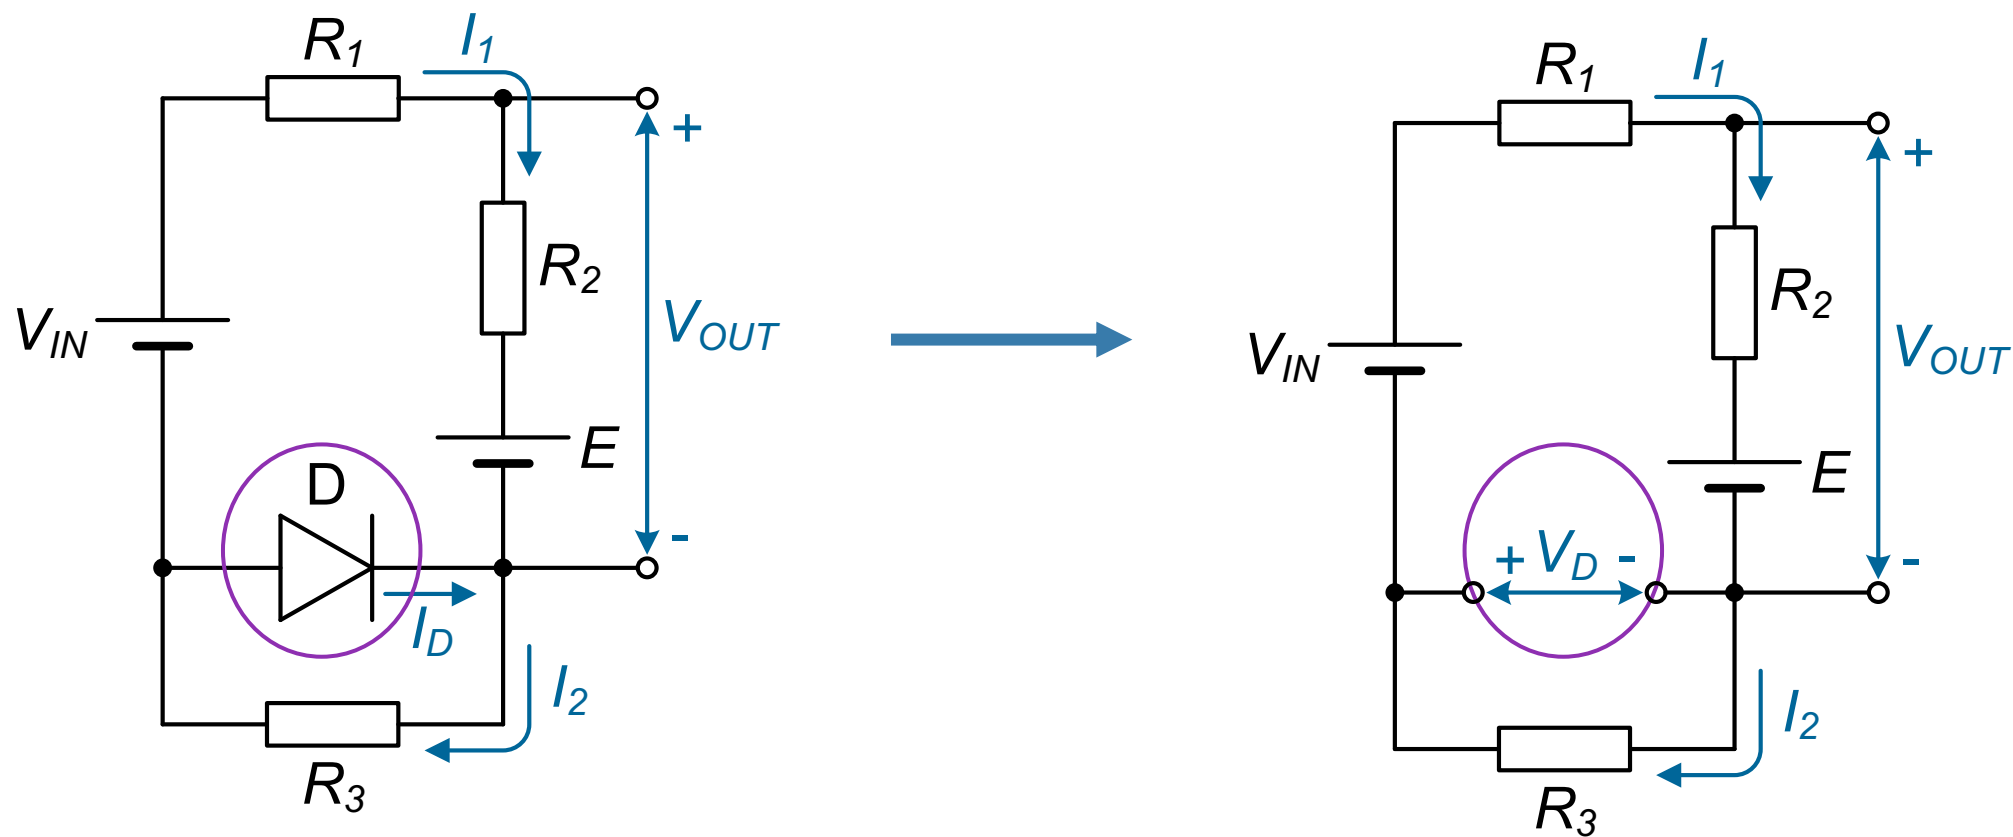 R1
I1
+
R2
VIN
VOUT
E
D
-
ID
I2
R3
R1
I1
+
R2
VIN
VOUT
E
+ VD -
-
I2
R3